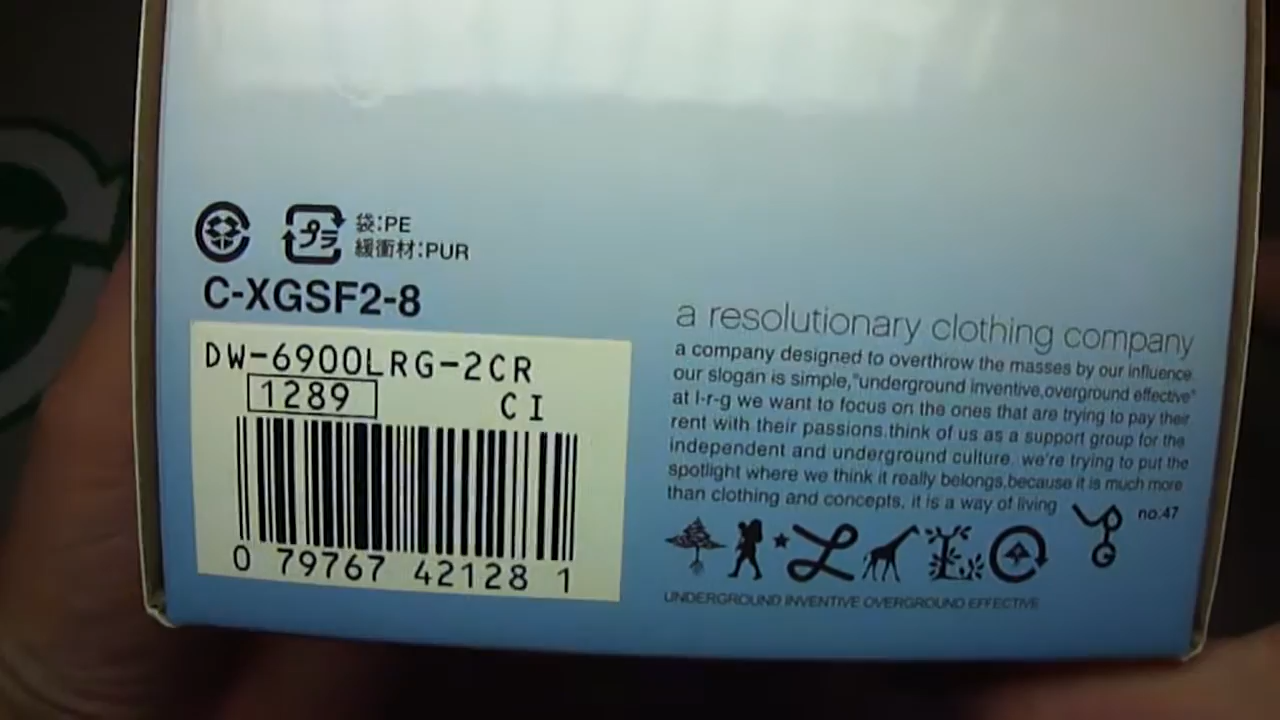 プラ
袋:PE
緩衝材:PUR
C-XGSF2-8
DW-6900LRG-2CR
1289 CI
0 79767 42128 1
a resolutionary clothing company
a company designed to overthrow the masses by our influence.
our slogan is simple,"underground inventive,overground effective"
at l-r-g we want to focus on the ones that are trying to pay their
rent with their passions.think of us as a support group for the
independent and underground culture. we're trying to put the
spotlight where we think it really belongs,because it is much more
than clothing and concepts, it is a way of living
no.47
UNDERGROUND INVENTIVE OVERGROUND EFFECTIVE